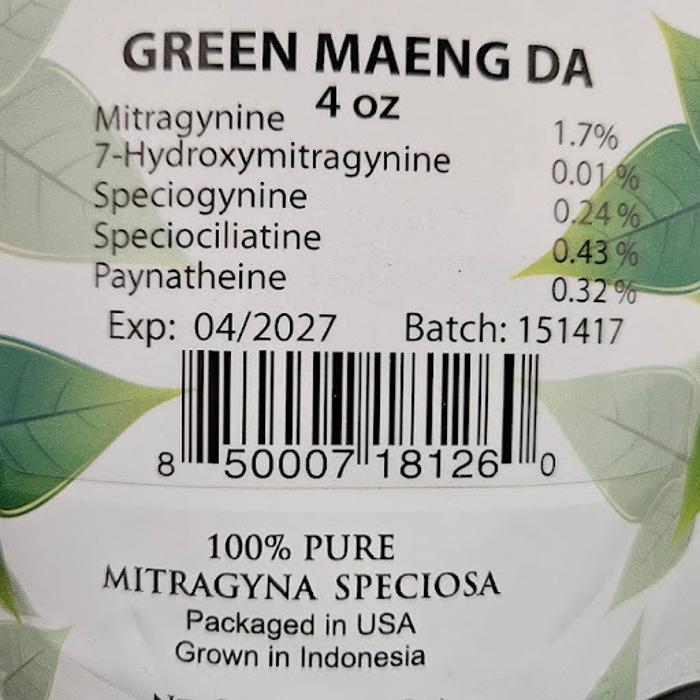 GREEN MAENG DA
4 oz
Mitragynine 1.7%
7-Hydroxymitragynine 0.01%
Speciogynine 0.24%
Speciociliatine 0.43%
Paynatheine 0.32%
Exp: 04/2027 Batch: 151417
8 50007 18126 0
100% PURE
MITRAGYNA SPECIOSA
Packaged in USA
Grown in Indonesia